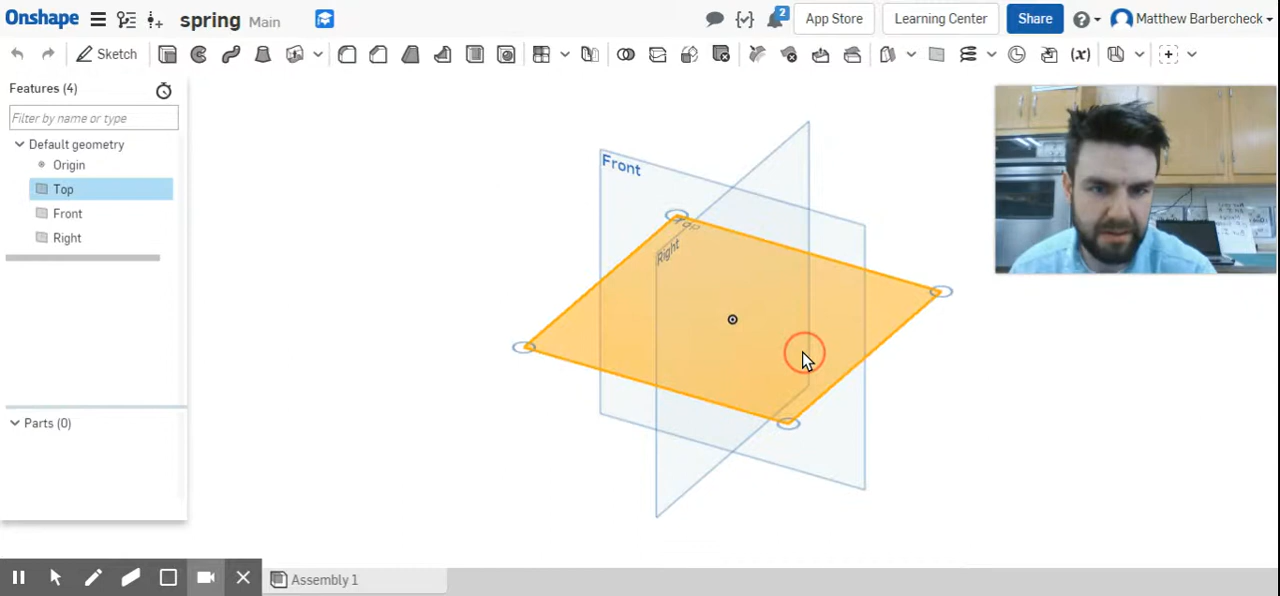 Onshape spring Main 2 App Store Learning Center Share Matthew Barbercheck
Sketch (x)
Features (4)
Filter by name or type
Default geometry
Origin
Top
Front
Right
Parts (0)
Front
Top
Right
Assembly 1